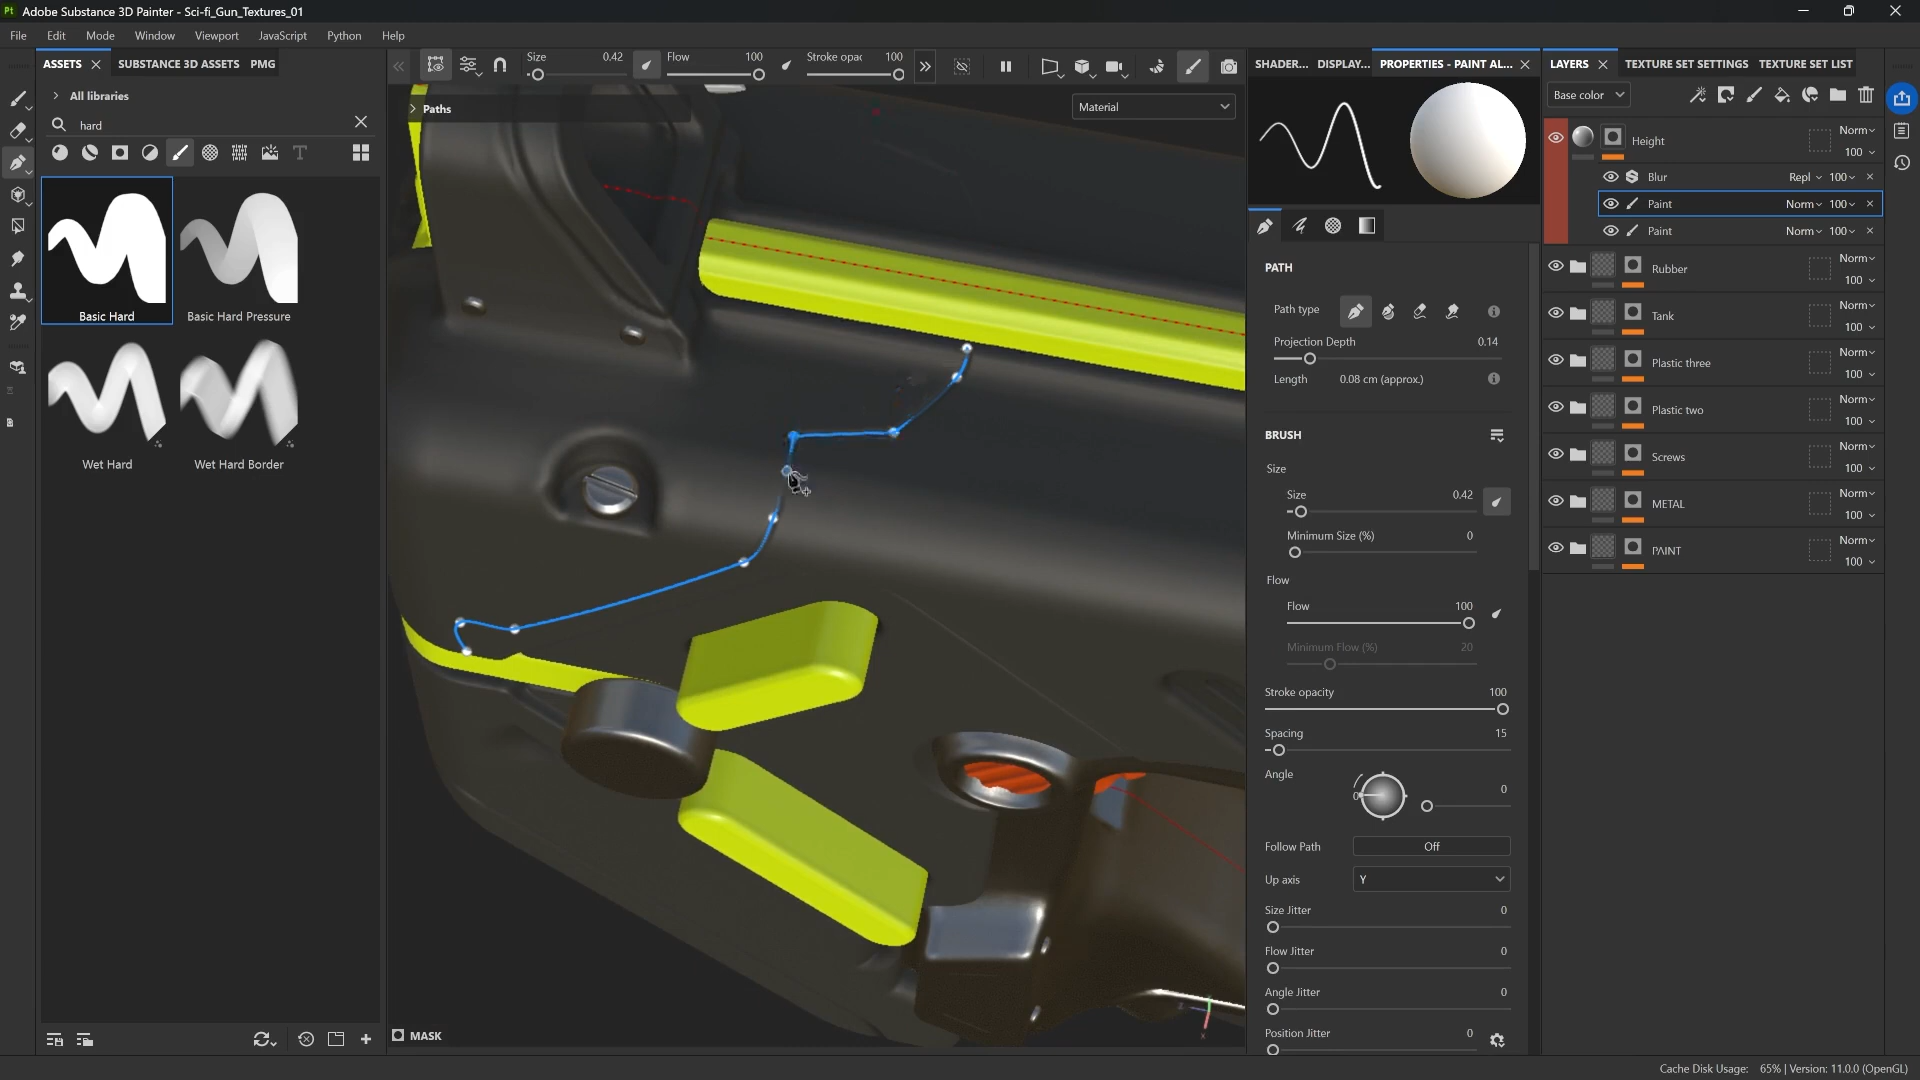 Pt Adobe Substance 3D Painter - Sci-fi_Gun_Textures_01
File Edit Mode Window Viewport JavaScript Python Help
ASSETS SUBSTANCE 3D ASSETS PMG
All libraries
hard
Basic Hard
Basic Hard Pressure
Wet Hard
Wet Hard Border
Size 0.42
Flow 100
Stroke opac 100
Paths
Material
MASK
SHADER... DISPLAY... PROPERTIES - PAINT AL...
PATH
Path type
Projection Depth 0.14
Length 0.08 cm (approx.)
BRUSH
Size
Size 0.42
Minimum Size (%) 0
Flow
Flow 100
Minimum Flow (%) 20
Stroke opacity 100
Spacing 15
Angle
0 0
Follow Path Off
Up axis Y
Size Jitter 0
Flow Jitter 0
Angle Jitter 0
Position Jitter 0
LAYERS TEXTURE SET SETTINGS TEXTURE SET LIST
Base color
Height Norm 100
Blur Repl 100
Paint Norm 100
Paint Norm 100
Rubber Norm 100
Tank Norm 100
Plastic three Norm 100
Plastic two Norm 100
Screws Norm 100
METAL Norm 100
PAINT Norm 100
Cache Disk Usage: 65% | Version: 11.0.0 (OpenGL)